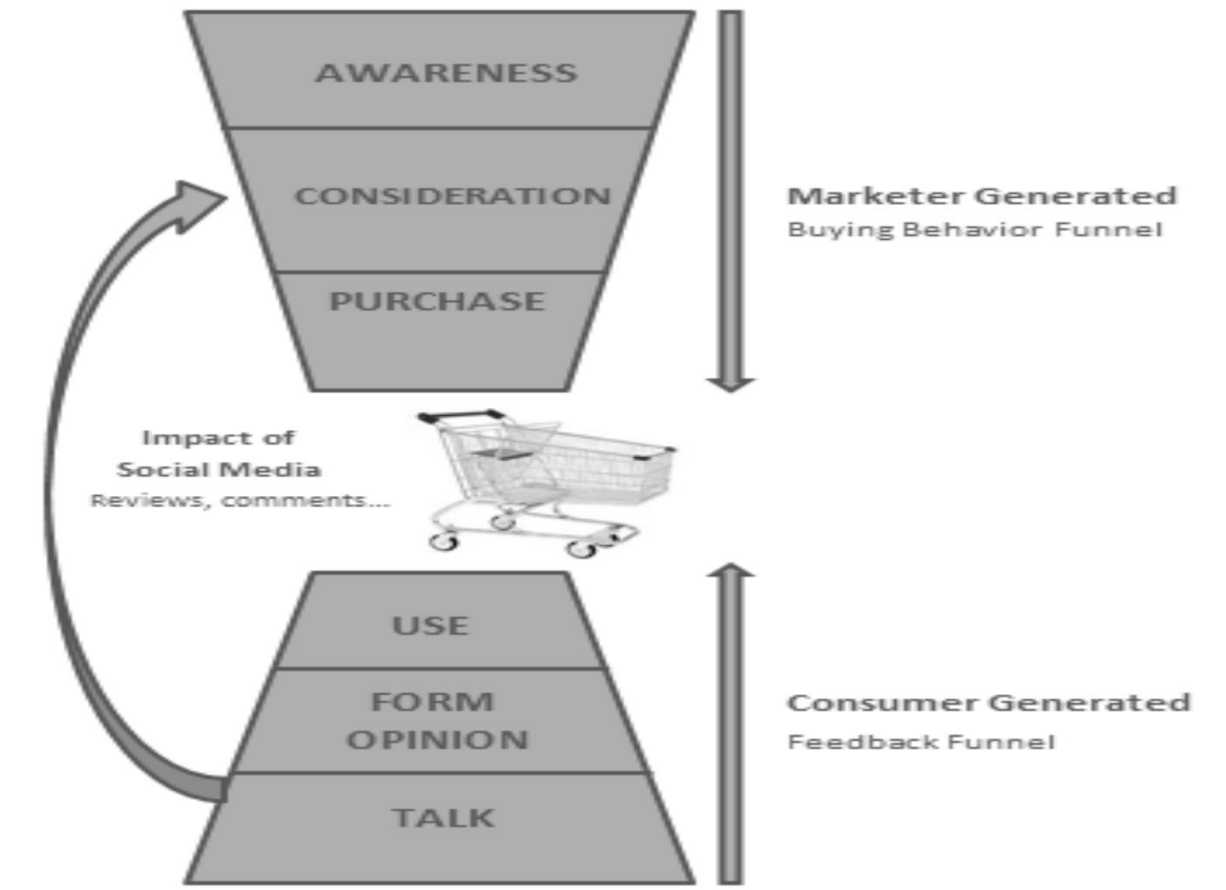 AWARENESS
CONSIDERATION
PURCHASE
Marketer Generated
Buying Behavior Funnel
Impact of
Social Media
Reviews, comments...
USE
FORM
OPINION
TALK
Consumer Generated
Feedback Funnel